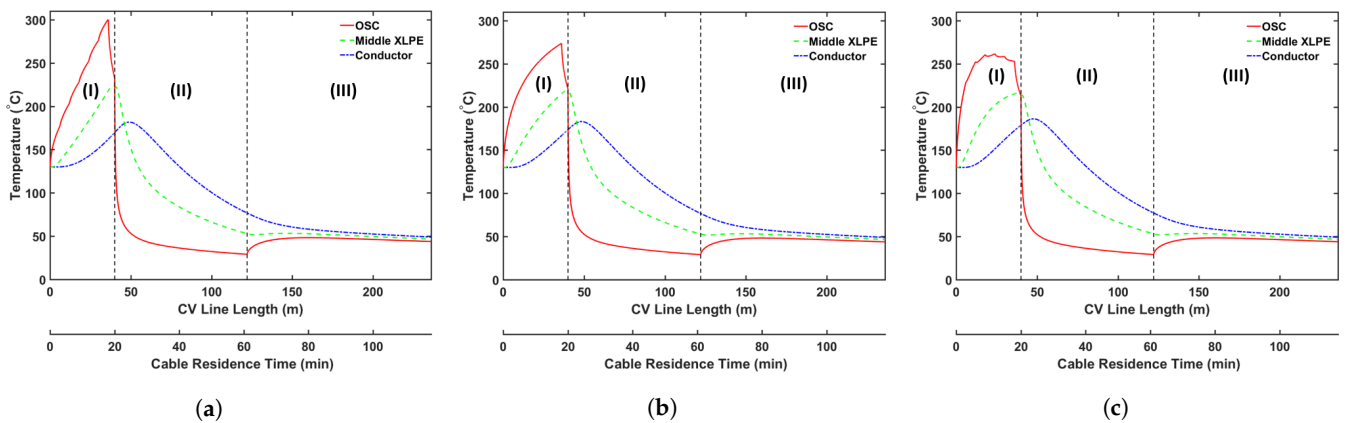 300
250
200
150
100
50
0
Temperature (°C)
OSC
Middle XLPE
Conductor
(I)
(II)
(III)
0 50 100 150 200
CV Line Length (m)
0 20 40 60 80 100
Cable Residence Time (min)
(a)
300
250
200
150
100
50
0
Temperature (°C)
OSC
Middle XLPE
Conductor
(I)
(II)
(III)
0 50 100 150 200
CV Line Length (m)
0 20 40 60 80 100
Cable Residence Time (min)
(b)
300
250
200
150
100
50
0
Temperature (°C)
OSC
Middle XLPE
Conductor
(I)
(II)
(III)
0 50 100 150 200
CV Line Length (m)
0 20 40 60 80 100
Cable Residence Time (min)
(c)